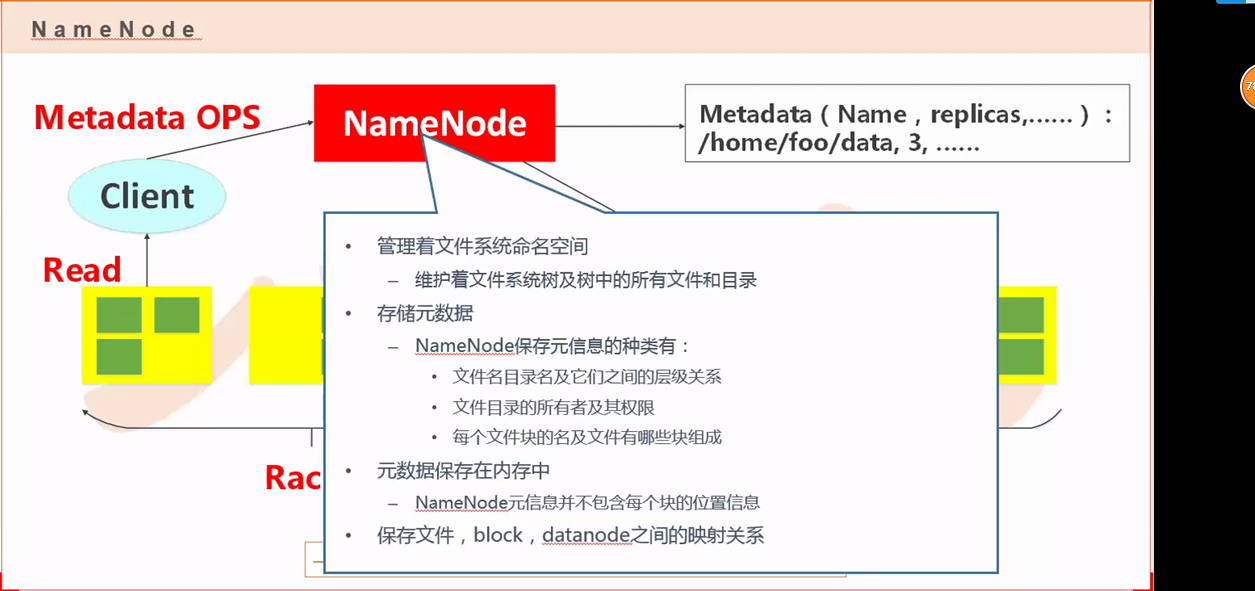 NameNode
Metadata OPS
NameNode
Metadata（Name，replicas,……）：
/home/foo/data, 3, ……
Client
Read
• 管理着文件系统命名空间
– 维护着文件系统树及树中的所有文件和目录
• 存储元数据
– NameNode保存元信息的种类有：
• 文件名目录名及它们之间的层级关系
• 文件目录的所有者及其权限
• 每个文件块的名及文件有哪些块组成
• 元数据保存在内存中
– NameNode元信息并不包含每个块的位置信息
• 保存文件，block，datanode之间的映射关系
Rac